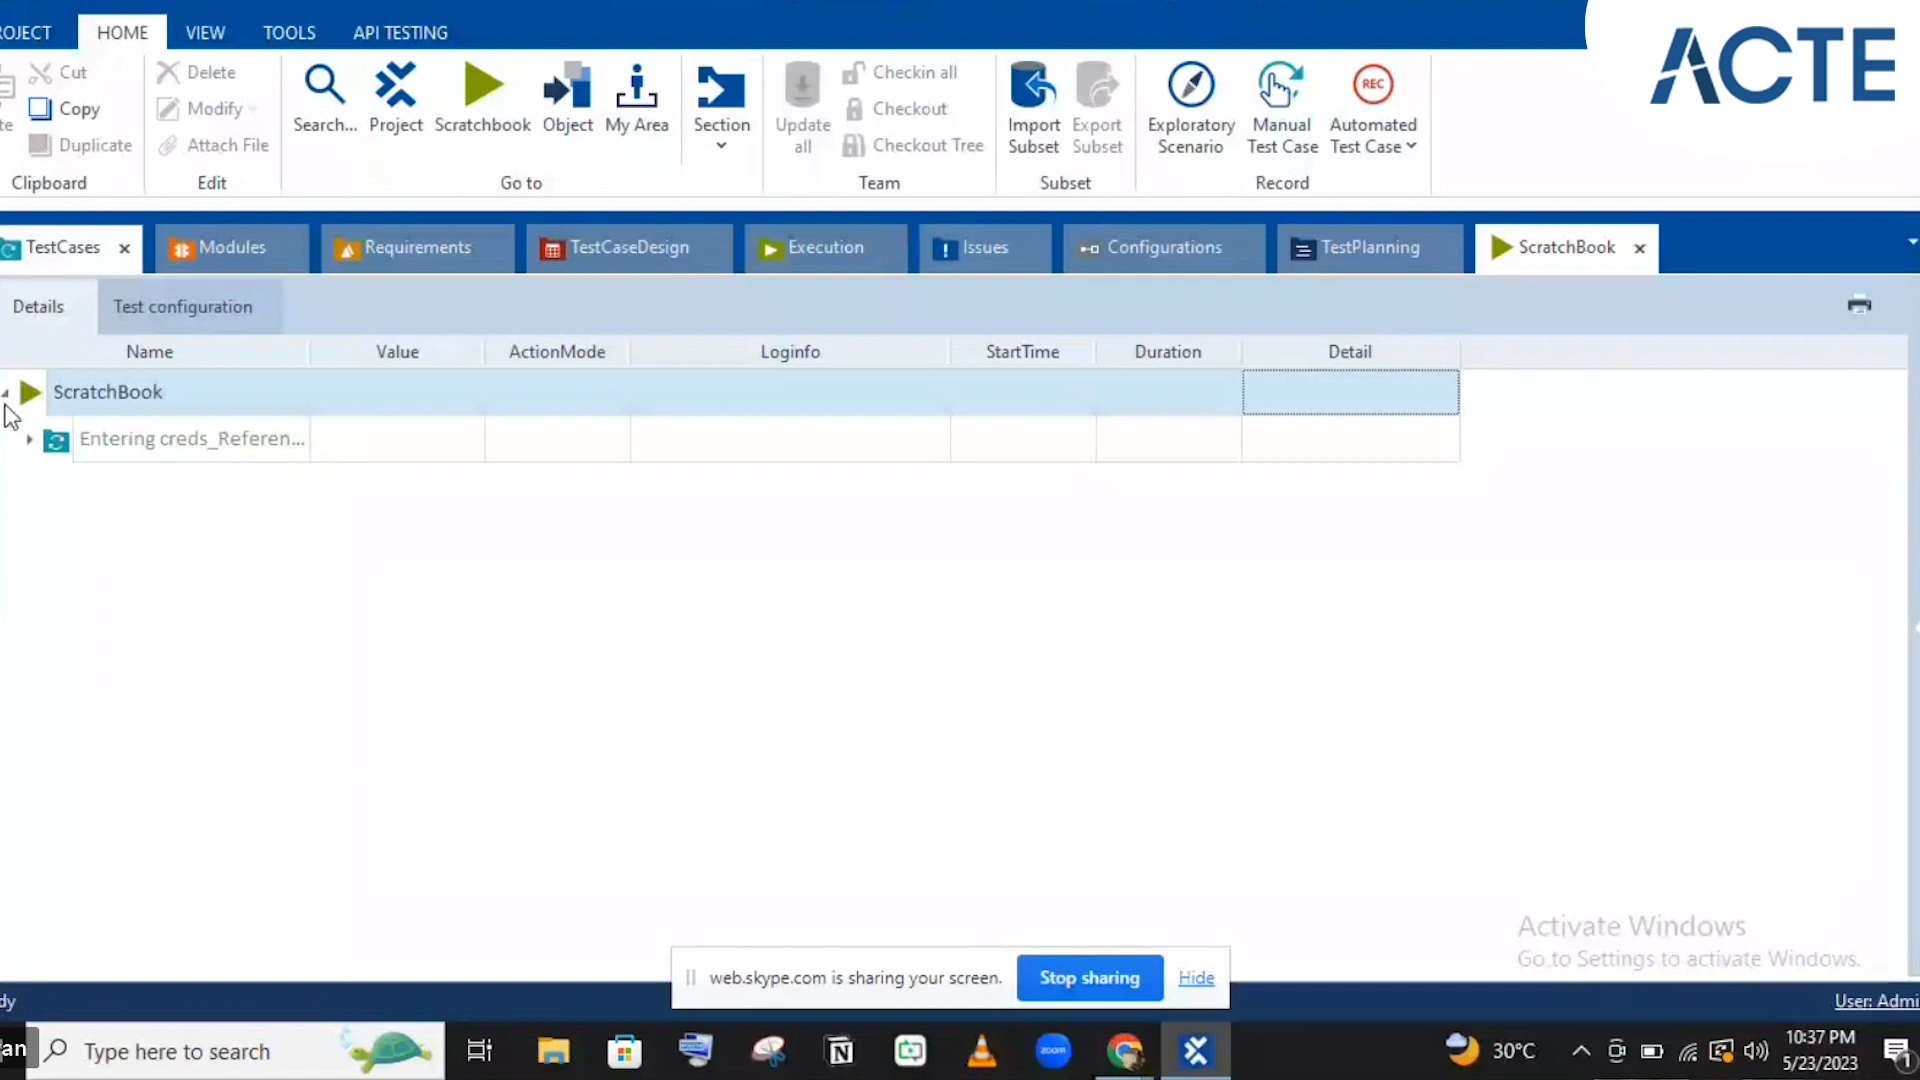 ROJECT HOME VIEW TOOLS API TESTING
ACTE
Cut
Copy
Duplicate
Clipboard
Delete
Modify
Attach File
Edit
Search... Project Scratchbook Object My Area
Go to
Section
Update all
Checkin all
Checkout
Checkout Tree
Team
Import Subset
Export Subset
Subset
Exploratory Scenario
Manual Test Case
REC
Automated Test Case
Record
TestCases Modules Requirements TestCaseDesign Execution Issues Configurations TestPlanning ScratchBook
Details Test configuration
Name Value ActionMode Loginfo StartTime Duration Detail
ScratchBook
Entering creds_Referen...
Activate Windows
Go to Settings to activate Windows.
web.skype.com is sharing your screen. Stop sharing Hide
dy
User: Admi
an
Type here to search
zoom
30°C
10:37 PM
5/23/2023
1